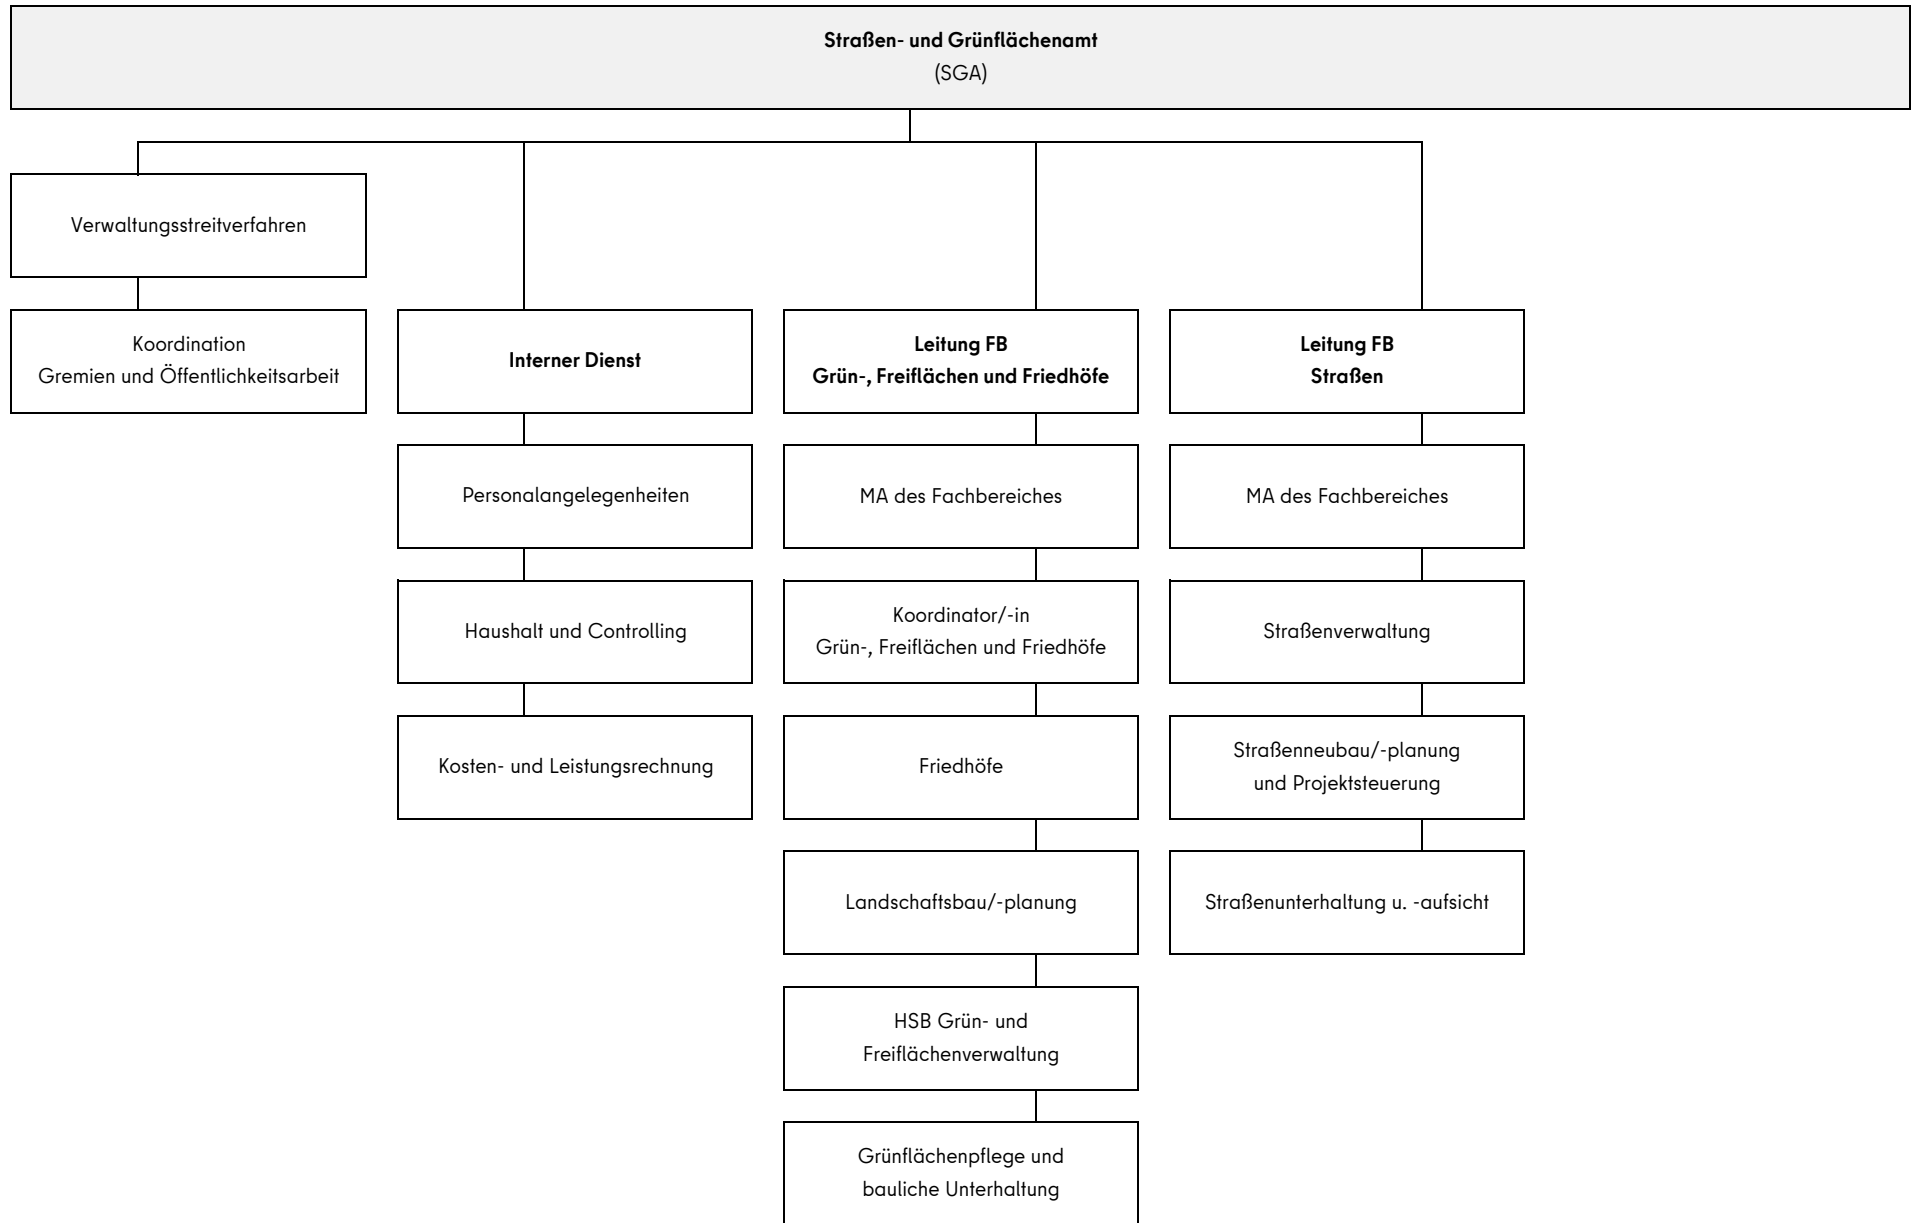 Straßen- und Grünflächenamt
(SGA)
Verwaltungsstreitverfahren
Koordination
Gremien und Öffentlichkeitsarbeit
Interner Dienst
Personalangelegenheiten
Haushalt und Controlling
Kosten- und Leistungsrechnung
Leitung FB
Grün-, Freiflächen und Friedhöfe
MA des Fachbereiches
Koordinator/-in
Grün-, Freiflächen und Friedhöfe
Friedhöfe
Landschaftsbau/-planung
HSB Grün- und
Freiflächenverwaltung
Grünflächenpflege und
bauliche Unterhaltung
Leitung FB
Straßen
MA des Fachbereiches
Straßenverwaltung
Straßenneubau/-planung
und Projektsteuerung
Straßenunterhaltung u. -aufsicht